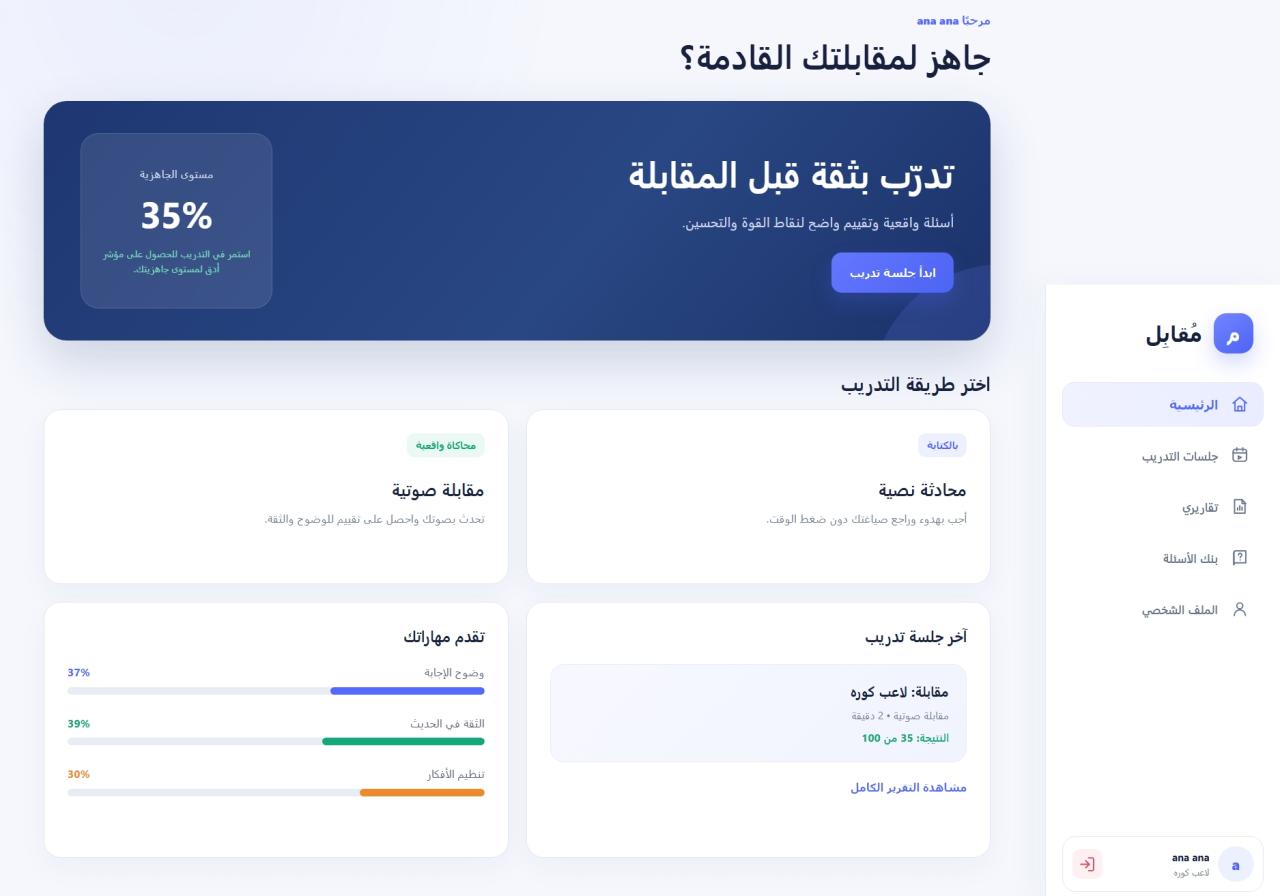 مرحبًا ana ana
جاهز لمقابلتك القادمة؟
تدرّب بثقة قبل المقابلة
أسئلة واقعية وتقييم واضح لنقاط القوة والتحسين.
ابدأ جلسة تدريب
مستوى الجاهزية
35%
استمر في التدريب للحصول على مؤشر
أدق لمستوى جاهزيتك.
اختر طريقة التدريب
بالكتابة
محادثة نصية
أجب بهدوء وراجع صياغتك دون ضغط الوقت.
محاكاة واقعية
مقابلة صوتية
تحدث بصوتك واحصل على تقييم للوضوح والثقة.
آخر جلسة تدريب
مقابلة: لاعب كوره
مقابلة صوتية • 2 دقيقة
النتيجة: 35 من 100
مشاهدة التقرير الكامل
تقدم مهاراتك
وضوح الإجابة 37%
الثقة في الحديث 39%
تنظيم الأفكار 30%
م مُقابِل
الرئيسية
جلسات التدريب
تقاريري
بنك الأسئلة
الملف الشخصي
a ana ana
لاعب كوره